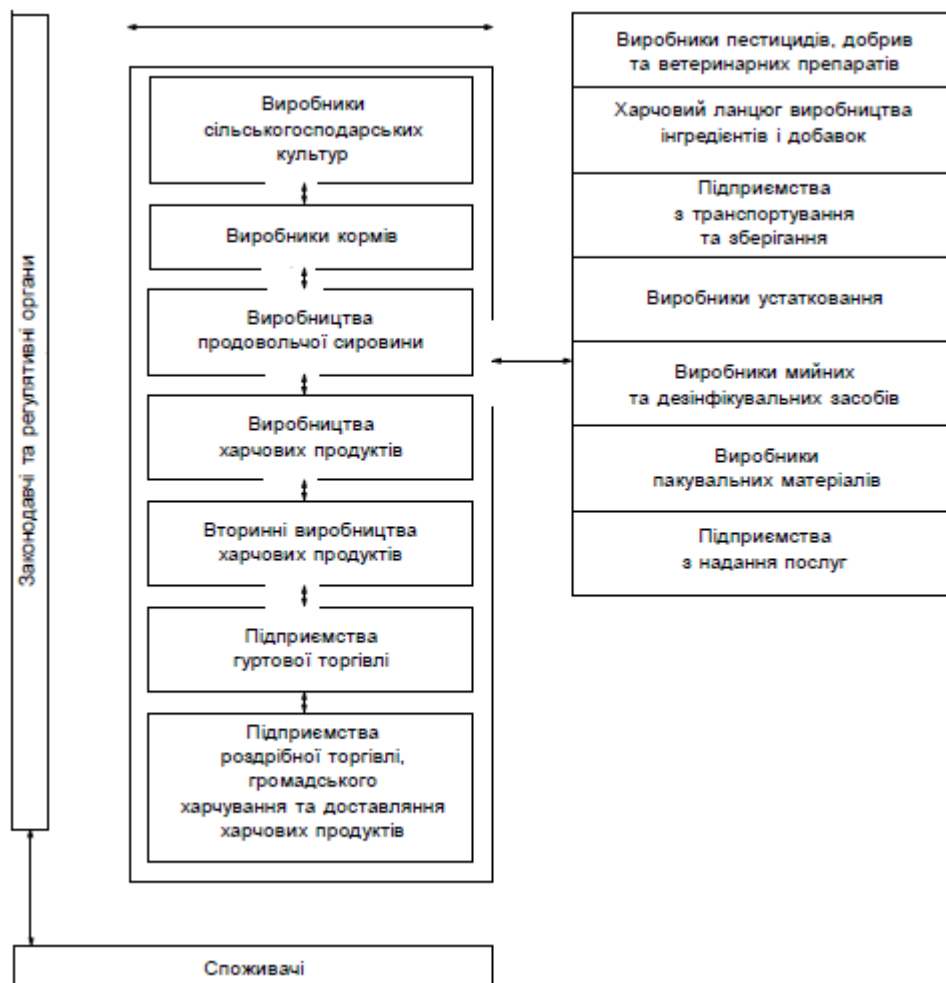 Законодавчі та регулятивні органи
Виробники
сільськогосподарських
культур
Виробники кормів
Виробництва
продовольчої сировини
Виробництва
харчових продуктів
Вторинні виробництва
харчових продуктів
Підприємства
гуртової торгівлі
Підприємства
роздрібної торгівлі,
громадського
харчування та доставляння
харчових продуктів
Виробники пестицидів, добрив
та ветеринарних препаратів
Харчовий ланцюг виробництва
інгредієнтів і добавок
Підприємства
з транспортування
та зберігання
Виробники устатковання
Виробники мийних
та дезінфікувальних засобів
Виробники
пакувальних матеріалів
Підприємства
з надання послуг
Споживачі